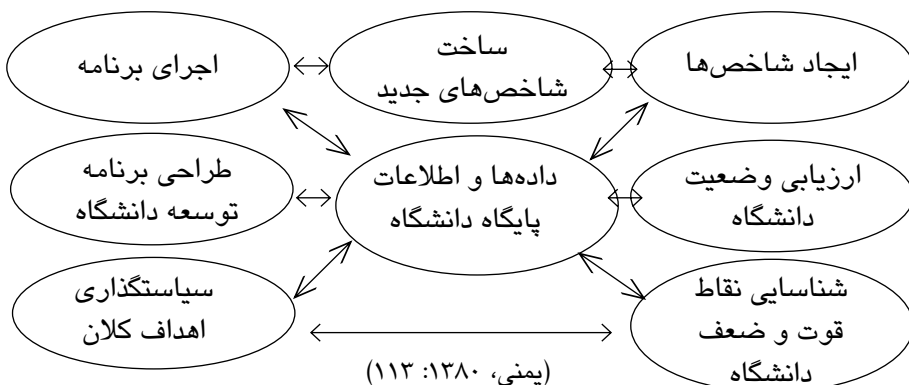 ایجاد شاخص‌ها
ساخت
شاخص‌های جدید
اجرای برنامه
ارزیابی وضعیت
دانشگاه
داده‌ها و اطلاعات
پایگاه دانشگاه
طراحی برنامه
توسعه دانشگاه
شناسایی نقاط
قوت و ضعف
دانشگاه
سیاستگذاری
اهداف کلان
(یمنی، ۱۳۸۰: ۱۱۳)